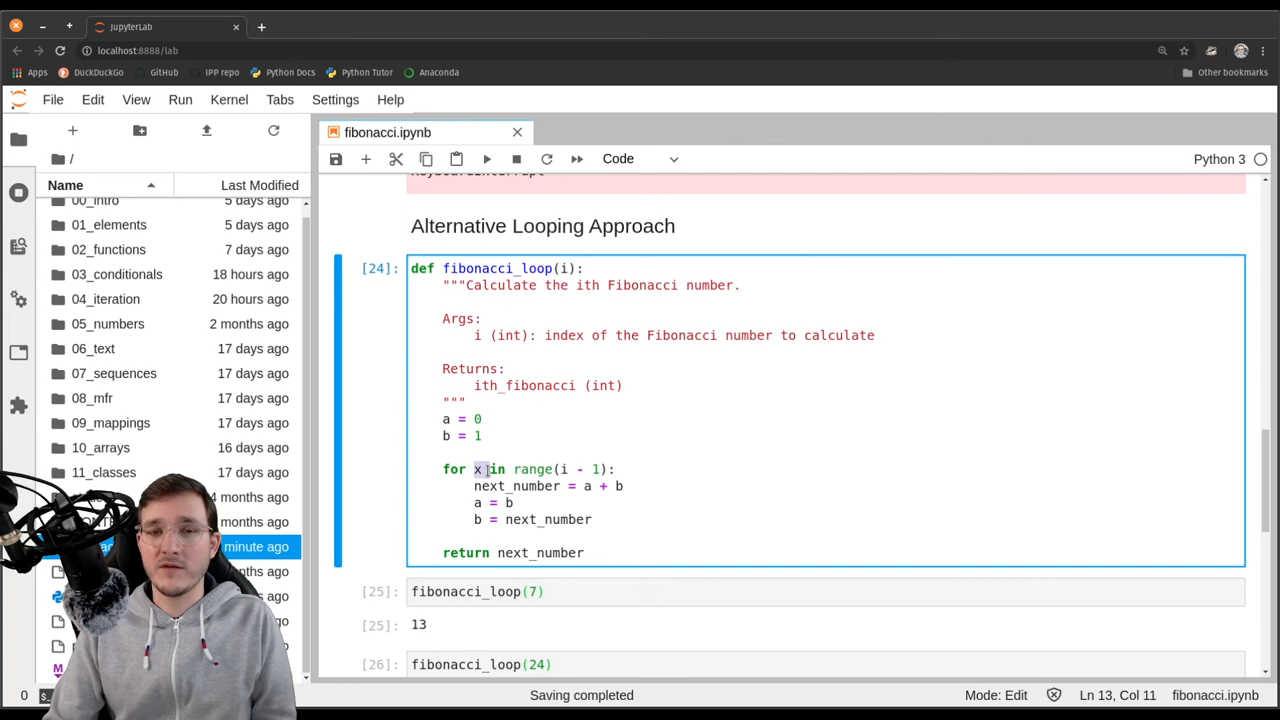 JupyterLab
localhost:8888/lab
Apps DuckDuckGo GitHub IPP repo Python Docs Python Tutor Anaconda Other bookmarks
File Edit View Run Kernel Tabs Settings Help
fibonacci.ipynb
/
Code Python 3
Name Last Modified
00_intro 5 days ago
01_elements 5 days ago
02_functions 7 days ago
03_conditionals 18 hours ago
04_iteration 20 hours ago
05_numbers 2 months ago
06_text 17 days ago
07_sequences 17 days ago
08_mfr 17 days ago
09_mappings 17 days ago
10_arrays 16 days ago
11_classes 17 days ago
4 months ago
months ago
minute ago
KeyboardInterrupt
Alternative Looping Approach
[24]: def fibonacci_loop(i):
"""Calculate the ith Fibonacci number.
Args:
i (int): index of the Fibonacci number to calculate
Returns:
ith_fibonacci (int)
"""
a = 0
b = 1
for x in range(i - 1):
next_number = a + b
a = b
b = next_number
return next_number
[25]: fibonacci_loop(7)
[25]: 13
[26]: fibonacci_loop(24)
0 $_ Saving completed Mode: Edit Ln 13, Col 11 fibonacci.ipynb